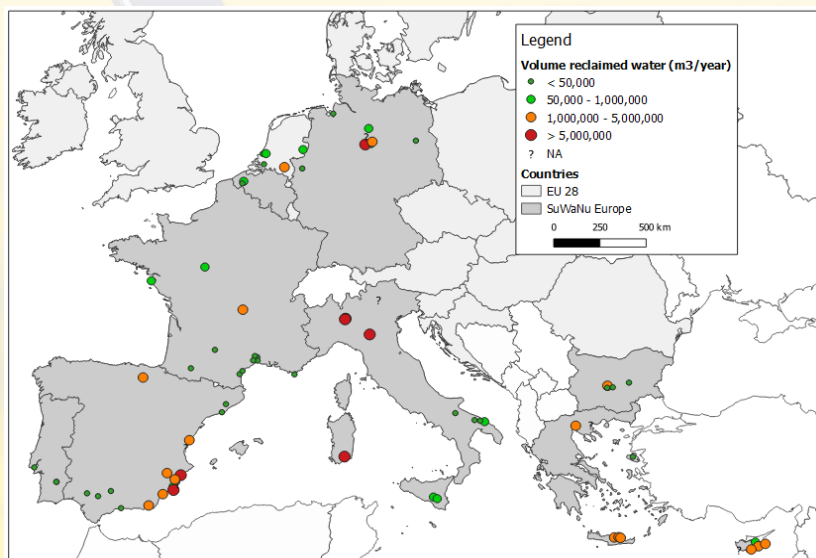 Legend
Volume reclaimed water (m3/year)
< 50,000
50,000 - 1,000,000
1,000,000 - 5,000,000
> 5,000,000
? NA
Countries
EU 28
SuWaNu Europe
0 250 500 km
?
?
?